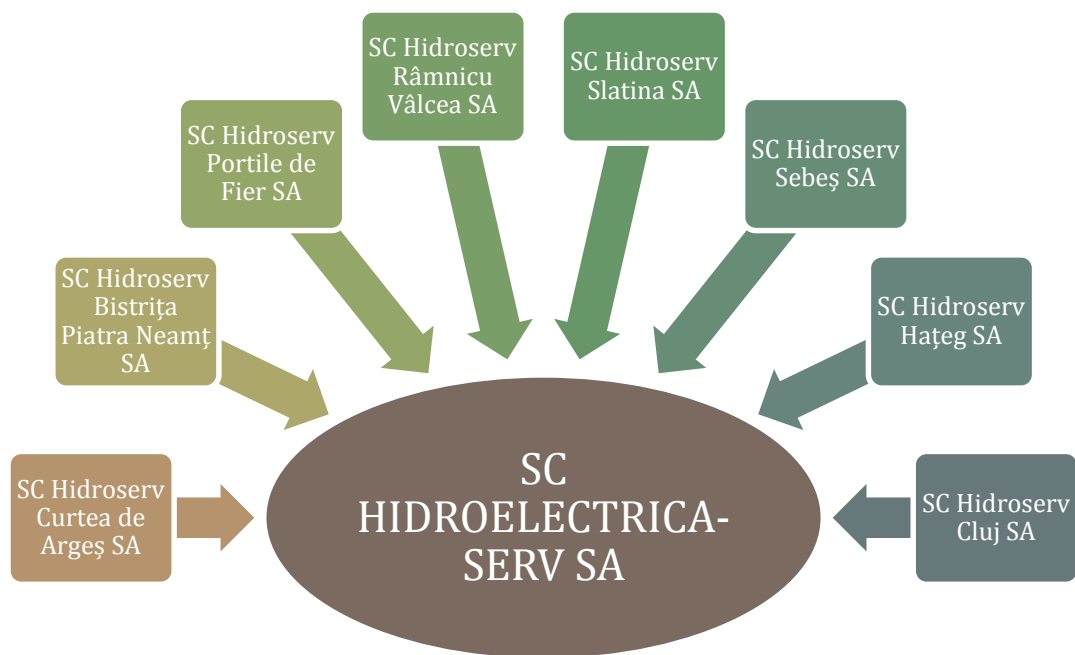 SC Hidroserv
Curtea de
Argeș SA
SC Hidroserv
Bistrița
Piatra Neamț
SA
SC Hidroserv
Portile de
Fier SA
SC Hidroserv
Râmnicu
Vâlcea SA
SC Hidroserv
Slatina SA
SC Hidroserv
Sebeș SA
SC Hidroserv
Hațeg SA
SC Hidroserv
Cluj SA
SC
HIDROELECTRICA-
SERV SA